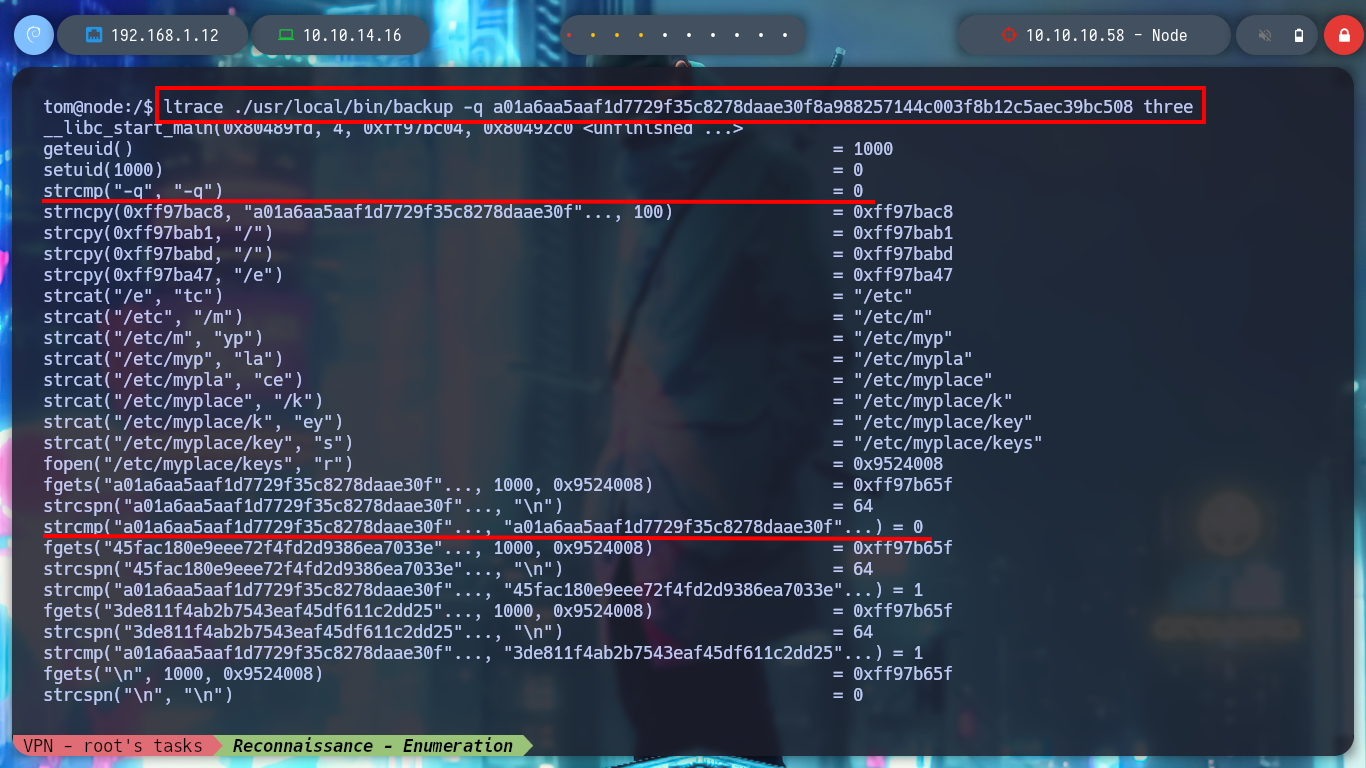 192.168.1.12
10.10.14.16
10.10.10.58 - Node
tom@node:/$ ltrace ./usr/local/bin/backup -q a01a6aa5aaf1d7729f35c8278daae30f8a988257144c003f8b12c5aec39bc508 three
__libc_start_main(0x80489fd, 4, 0xff97bc04, 0x80492c0 <unfinished ...>
geteuid() = 1000
setuid(1000) = 0
strcmp("-q", "-q") = 0
strncpy(0xff97bac8, "a01a6aa5aaf1d7729f35c8278daae30f"..., 100) = 0xff97bac8
strcpy(0xff97bab1, "/") = 0xff97bab1
strcpy(0xff97babd, "/") = 0xff97babd
strcpy(0xff97ba47, "/e") = 0xff97ba47
strcat("/e", "tc") = "/etc"
strcat("/etc", "/m") = "/etc/m"
strcat("/etc/m", "yp") = "/etc/myp"
strcat("/etc/myp", "la") = "/etc/mypla"
strcat("/etc/mypla", "ce") = "/etc/myplace"
strcat("/etc/myplace", "/k") = "/etc/myplace/k"
strcat("/etc/myplace/k", "ey") = "/etc/myplace/key"
strcat("/etc/myplace/key", "s") = "/etc/myplace/keys"
fopen("/etc/myplace/keys", "r") = 0x9524008
fgets("a01a6aa5aaf1d7729f35c8278daae30f"..., 1000, 0x9524008) = 0xff97b65f
strcspn("a01a6aa5aaf1d7729f35c8278daae30f"..., "\n") = 64
strcmp("a01a6aa5aaf1d7729f35c8278daae30f"..., "a01a6aa5aaf1d7729f35c8278daae30f"...) = 0
fgets("45fac180e9eee72f4fd2d9386ea7033e"..., 1000, 0x9524008) = 0xff97b65f
strcspn("45fac180e9eee72f4fd2d9386ea7033e"..., "\n") = 64
strcmp("a01a6aa5aaf1d7729f35c8278daae30f"..., "45fac180e9eee72f4fd2d9386ea7033e"...) = 1
fgets("3de811f4ab2b7543eaf45df611c2dd25"..., 1000, 0x9524008) = 0xff97b65f
strcspn("3de811f4ab2b7543eaf45df611c2dd25"..., "\n") = 64
strcmp("a01a6aa5aaf1d7729f35c8278daae30f"..., "3de811f4ab2b7543eaf45df611c2dd25"...) = 1
fgets("\n", 1000, 0x9524008) = 0xff97b65f
strcspn("\n", "\n") = 0
VPN - root's tasks
Reconnaissance - Enumeration